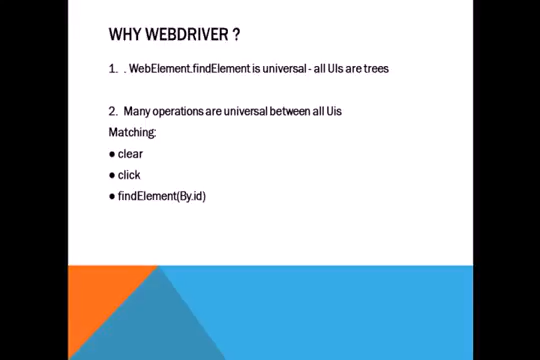 WHY WEBDRIVER ?
1. . WebElement.findElement is universal - all UIs are trees
2. Many operations are universal between all Uis
Matching:
● clear
● click
● findElement(By.id)